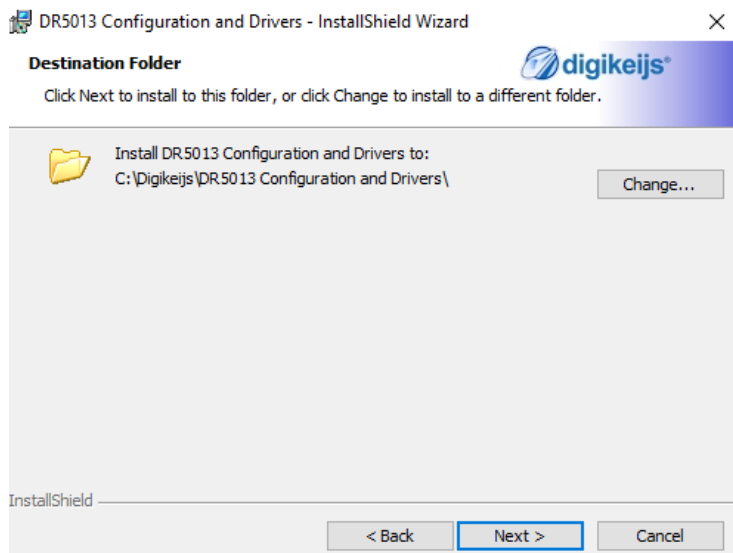 DR5013 Configuration and Drivers - InstallShield Wizard
Destination Folder
digikeijs®
Click Next to install to this folder, or click Change to install to a different folder.
Install DR5013 Configuration and Drivers to:
C:\Digikeijs\DR5013 Configuration and Drivers\
Change...
InstallShield
< Back
Next >
Cancel